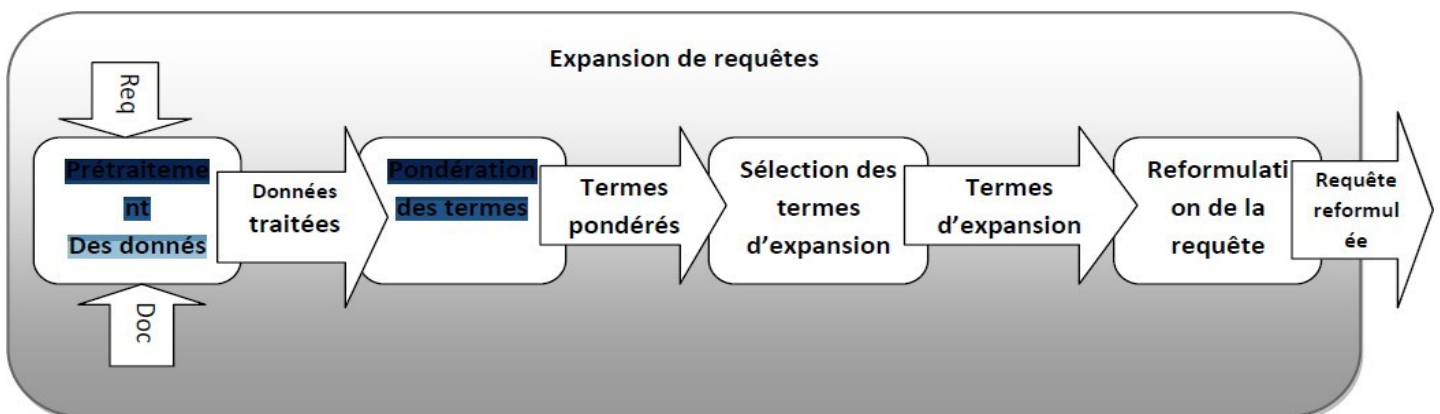 Expansion de requêtes
Req
Prétraiteme
nt
Des donnés
Doc
Données
traitées
Pondération
des termes
Termes
pondérés
Sélection des
termes
d’expansion
Termes
d’expansion
Reformulati
on de la
requête
Requête
reformul
ée